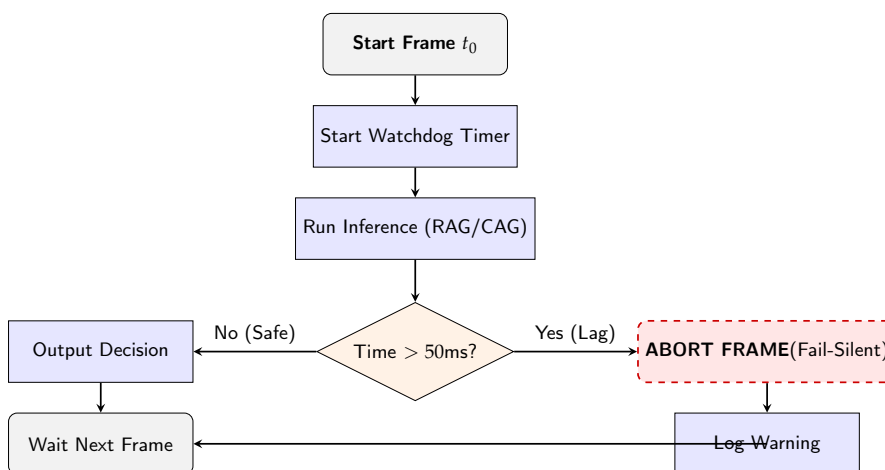 Start Frame t₀
Start Watchdog Timer
Run Inference (RAG/CAG)
Time > 50ms?
No (Safe)
Yes (Lag)
Output Decision
ABORT FRAME(Fail-Silent)
Wait Next Frame
Log Warning